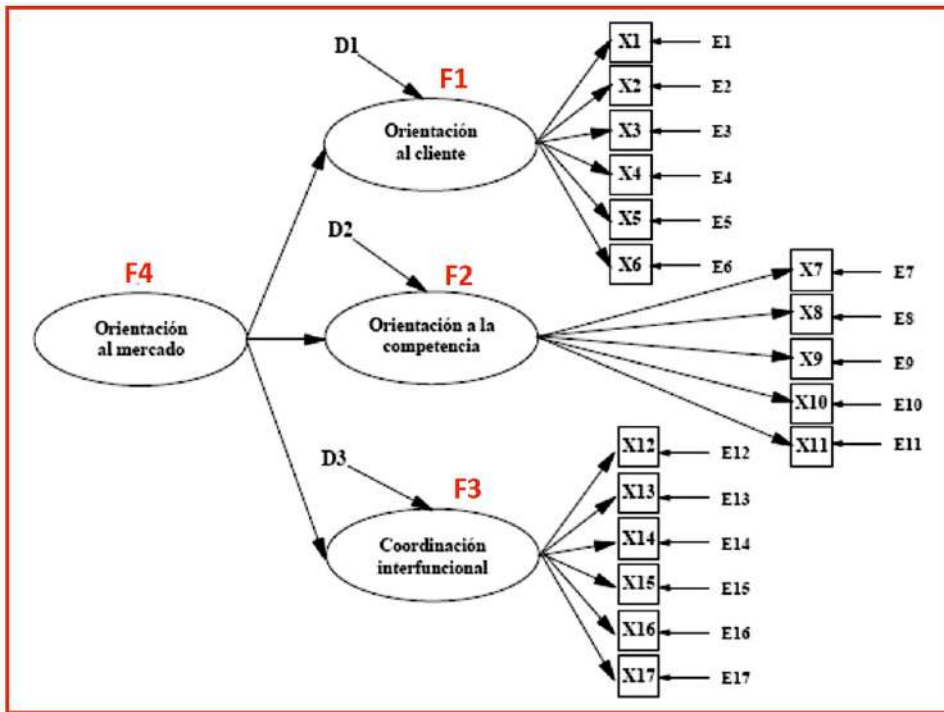 D1
F1
Orientación
al cliente
X1
E1
X2
E2
X3
E3
X4
E4
X5
E5
X6
E6
D2
F2
Orientación a la
competencia
X7
E7
X8
E8
X9
E9
X10
E10
X11
E11
F4
Orientación
al mercado
D3
F3
Coordinación
interfuncional
X12
E12
X13
E13
X14
E14
X15
E15
X16
E16
X17
E17